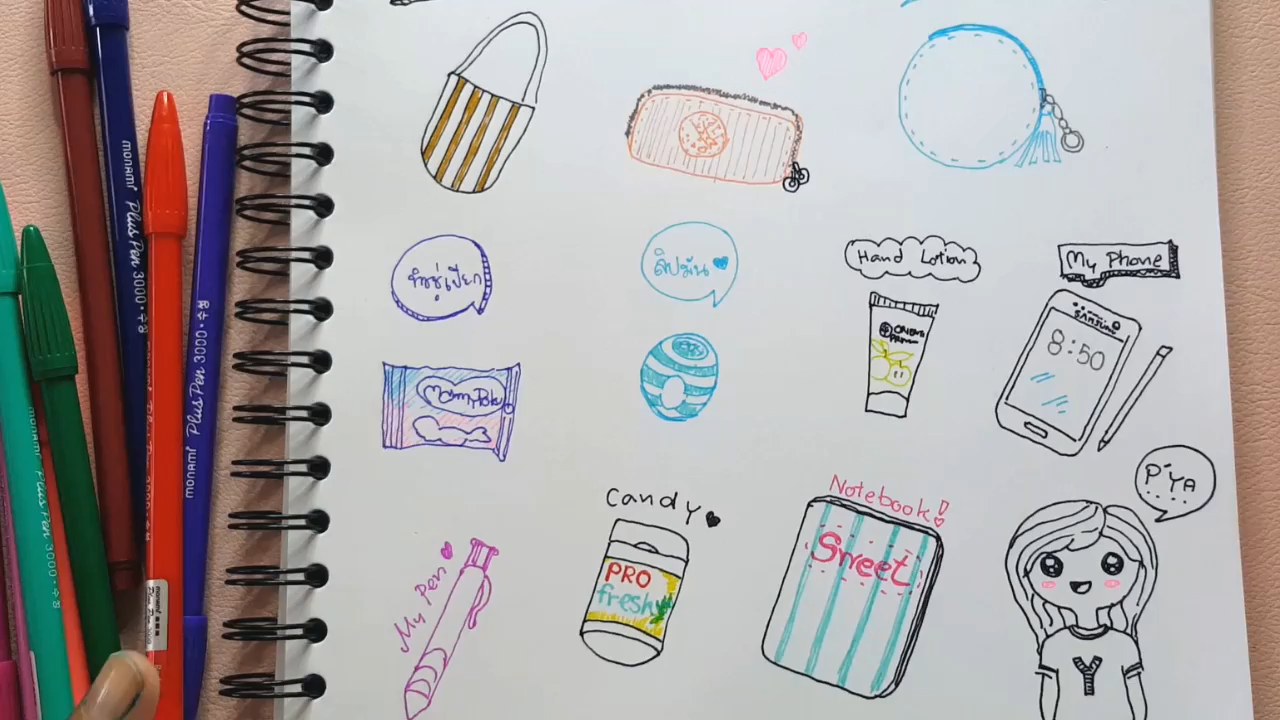 ทิชชู่เปียก
ลิปมัน
Hand Lotion
My Phone
SAMSUNG
8:50
MamyPoko
Candy
Notebook!
P'YA
My Pen
PRO
fresh
Sweet
Y
monami Plus Pen 3000
monami Plus Pen 3000
monami Plus Pen 3000